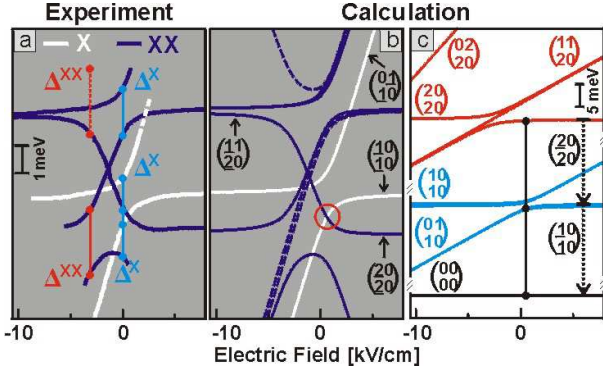 Experiment
Calculation
a
X
XX
b
c
Δ^XX
Δ^X
Δ^XX
Δ^X
1 meV
(11
20)
(01
10)
(10
10)
(20
20)
(02
20)
(11
20)
(20
20)
5 meV
(20
20)
(10
10)
(01
10)
(10
10)
(00
00)
-10
0
-10
0
-10
0
Electric Field [kV/cm]